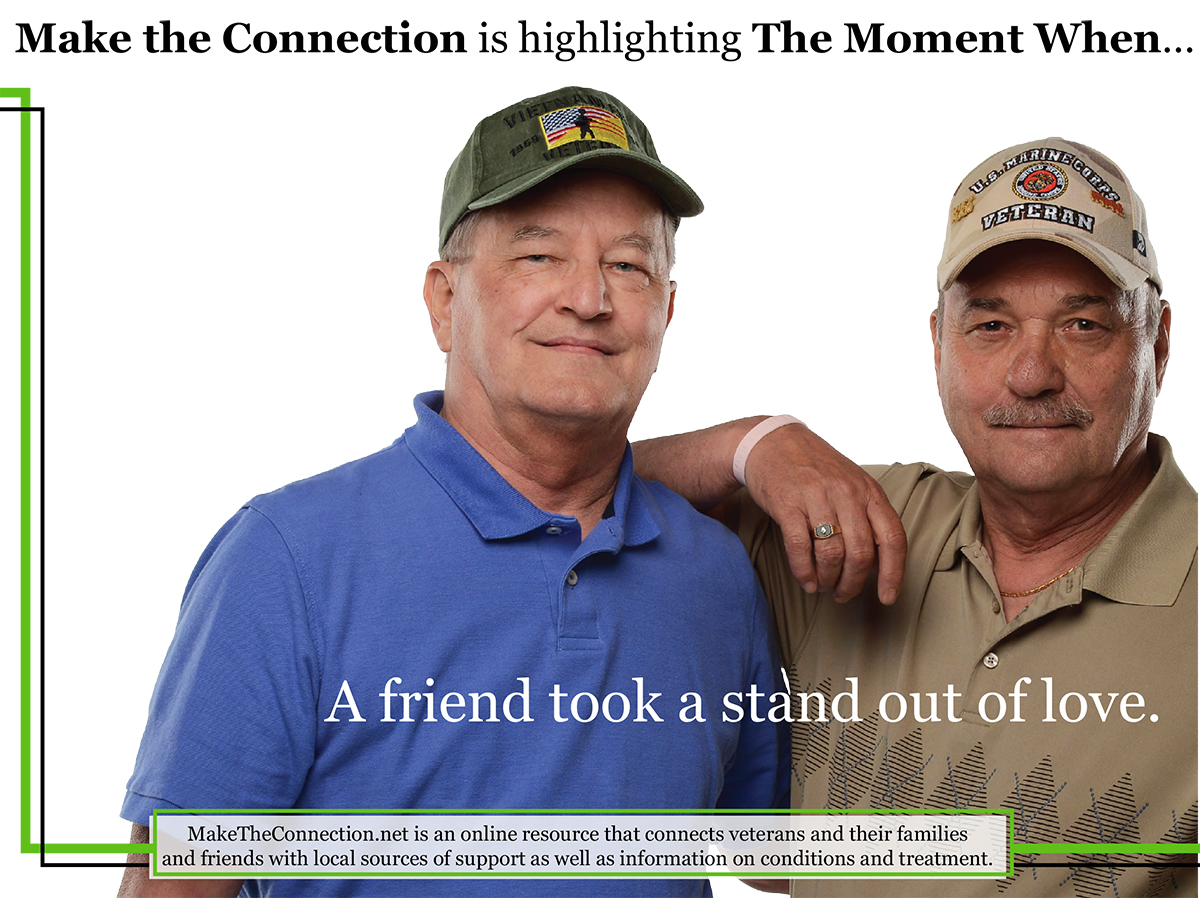 Make the Connection is highlighting The Moment When...
VIETNAM
1969
VETERAN
U.S. MARINE CORPS
VETERAN
A friend took a stand out of love.
MakeTheConnection.net is an online resource that connects veterans and their families
and friends with local sources of support as well as information on conditions and treatment.